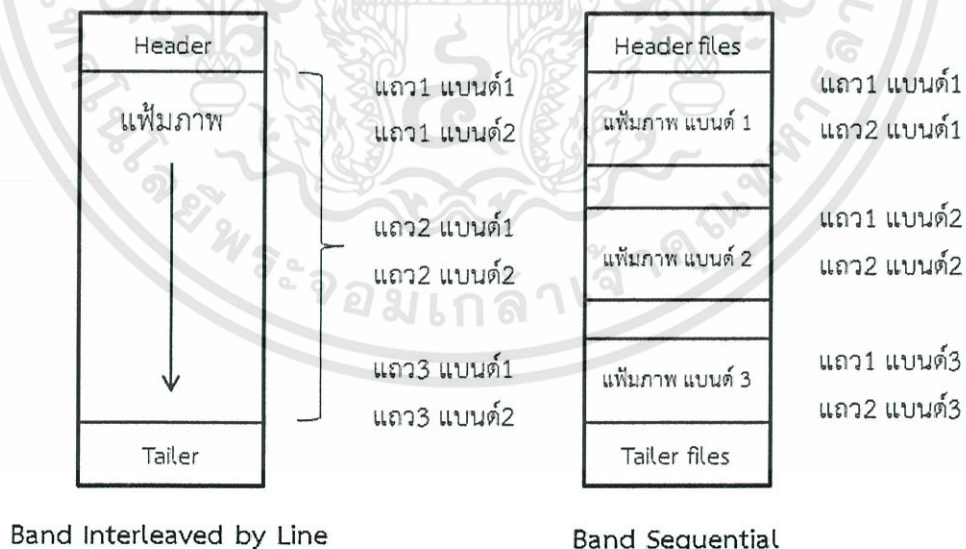 Header
แฟ้มภาพ
Tailer
แถว1 แบนด์1
แถว1 แบนด์2
แถว2 แบนด์1
แถว2 แบนด์2
แถว3 แบนด์1
แถว3 แบนด์2
Band Interleaved by Line
Header files
แฟ้มภาพ แบนด์ 1
แฟ้มภาพ แบนด์ 2
แฟ้มภาพ แบนด์ 3
Tailer files
แถว1 แบนด์1
แถว2 แบนด์1
แถว1 แบนด์2
แถว2 แบนด์2
แถว1 แบนด์3
แถว2 แบนด์3
Band Sequential